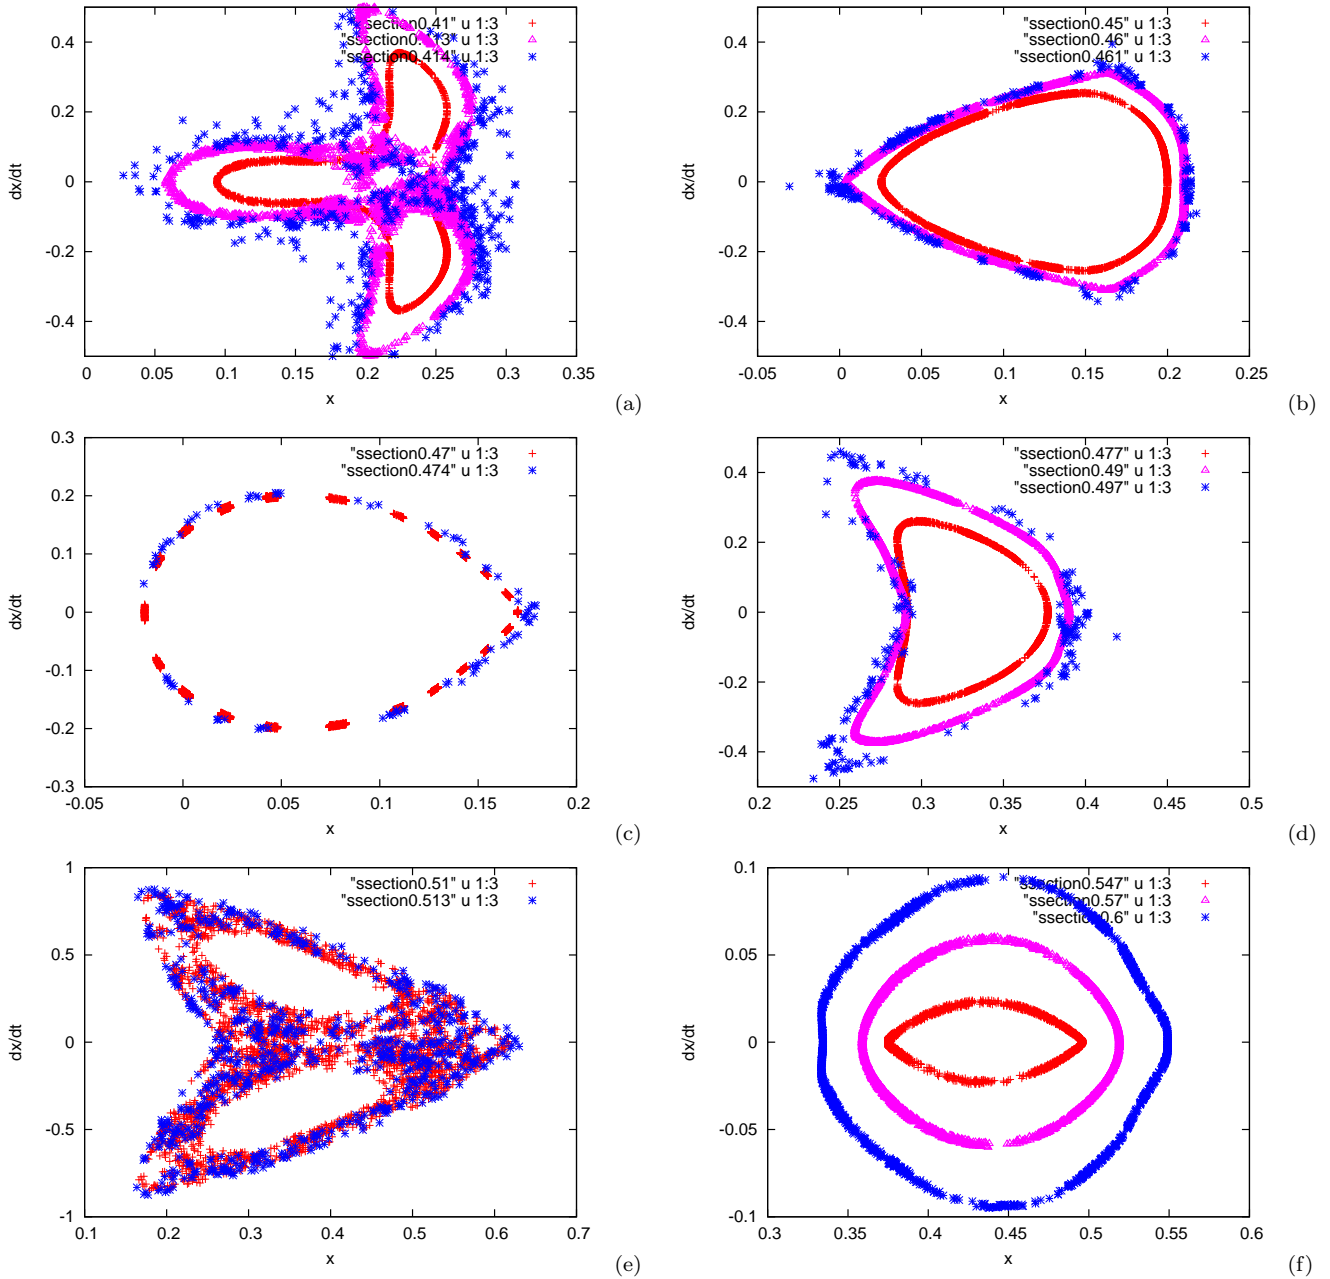 "ssection0.41" u 1:3
"ssection0.413" u 1:3
"ssection0.414" u 1:3
0.4
0.2
0
-0.2
-0.4
dx/dt
0 0.05 0.1 0.15 0.2 0.25 0.3 0.35
x
(a)
"ssection0.45" u 1:3
"ssection0.46" u 1:3
"ssection0.461" u 1:3
0.4
0.2
0
-0.2
-0.4
dx/dt
-0.05 0 0.05 0.1 0.15 0.2 0.25
x
(b)
"ssection0.47" u 1:3
"ssection0.474" u 1:3
0.3
0.2
0.1
0
-0.1
-0.2
-0.3
dx/dt
-0.05 0 0.05 0.1 0.15 0.2
x
(c)
"ssection0.477" u 1:3
"ssection0.49" u 1:3
"ssection0.497" u 1:3
0.4
0.2
0
-0.2
-0.4
dx/dt
0.2 0.25 0.3 0.35 0.4 0.45 0.5
x
(d)
"ssection0.51" u 1:3
"ssection0.513" u 1:3
1
0.5
0
-0.5
-1
dx/dt
0.1 0.2 0.3 0.4 0.5 0.6 0.7
x
(e)
"ssection0.547" u 1:3
"ssection0.57" u 1:3
"ssection0.6" u 1:3
0.1
0.05
0
-0.05
-0.1
dx/dt
0.3 0.35 0.4 0.45 0.5 0.55 0.6
x
(f)